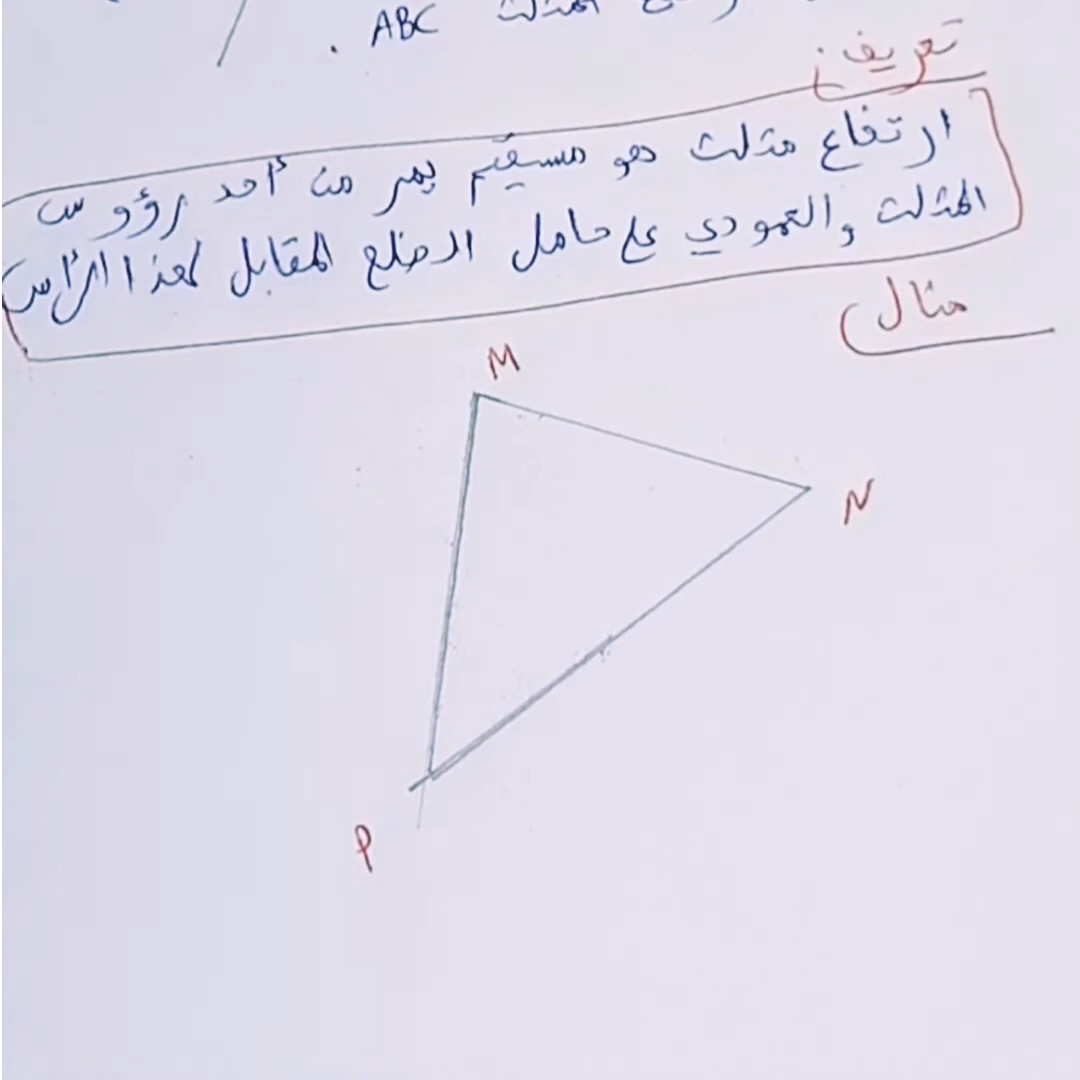 المثلث ABC .
تعريف :
ارتفاع مثلث هو مستقيم يمر من أحد رؤوس
المثلث والعمودي على حامل الضلع المقابل لهذا الرأس
مثال
M
N
P